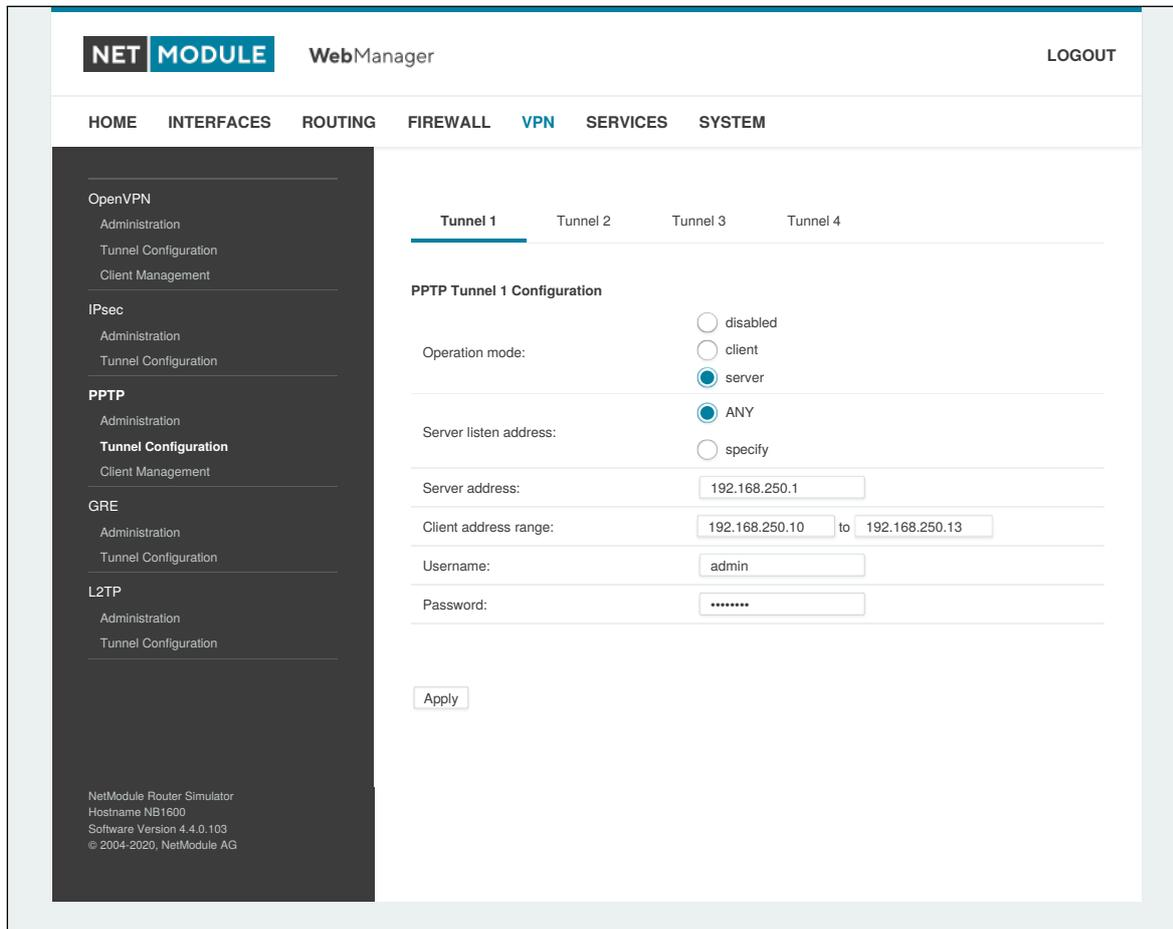 NET MODULE WebManager LOGOUT
HOME INTERFACES ROUTING FIREWALL VPN SERVICES SYSTEM
OpenVPN
Administration
Tunnel Configuration
Client Management
IPsec
Administration
Tunnel Configuration
PPTP
Administration
Tunnel Configuration
Client Management
GRE
Administration
Tunnel Configuration
L2TP
Administration
Tunnel Configuration
NetModule Router Simulator
Hostname NB1600
Software Version 4.4.0.103
© 2004-2020, NetModule AG
Tunnel 1 Tunnel 2 Tunnel 3 Tunnel 4
PPTP Tunnel 1 Configuration
Operation mode:
disabled
client
server
Server listen address:
ANY
specify
Server address: 192.168.250.1
Client address range: 192.168.250.10 to 192.168.250.13
Username: admin
Password: ••••••••
Apply